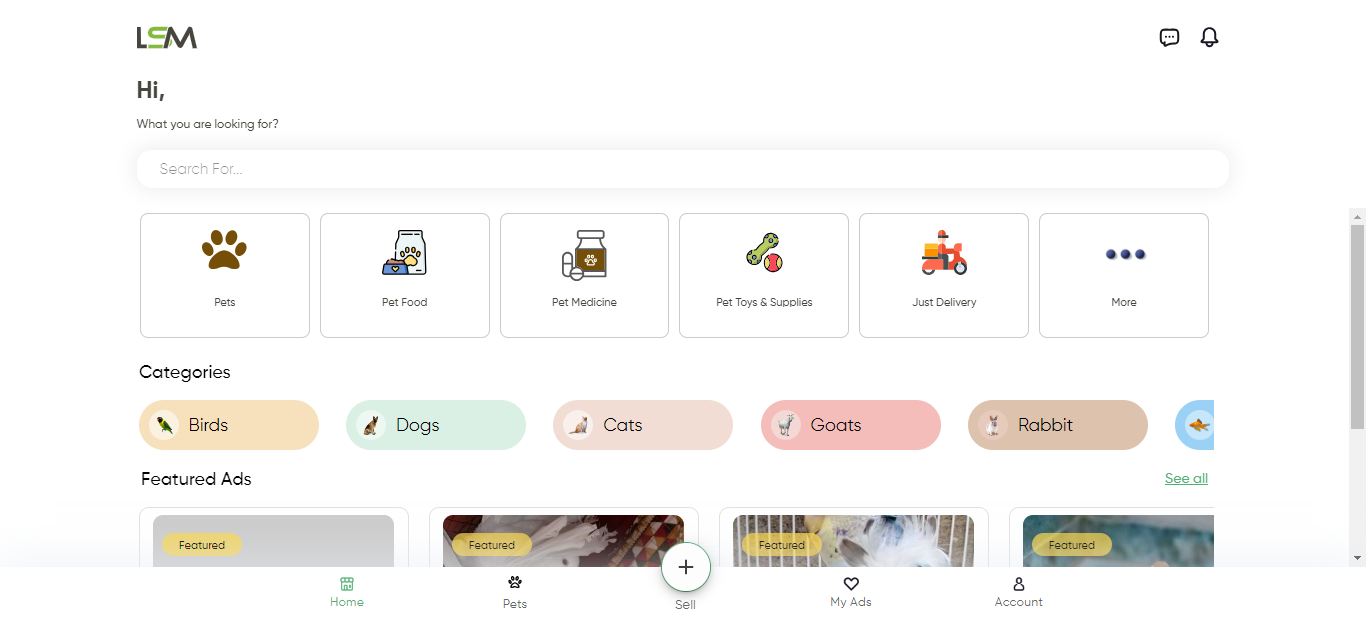 LSM
Hi,
What you are looking for?
Search For...
Pets
Pet Food
Pet Medicine
Pet Toys & Supplies
Just Delivery
More
Categories
Birds
Dogs
Cats
Goats
Rabbit
Featured Ads
See all
Featured
Featured
Featured
Featured
Home
Pets
Sell
My Ads
Account